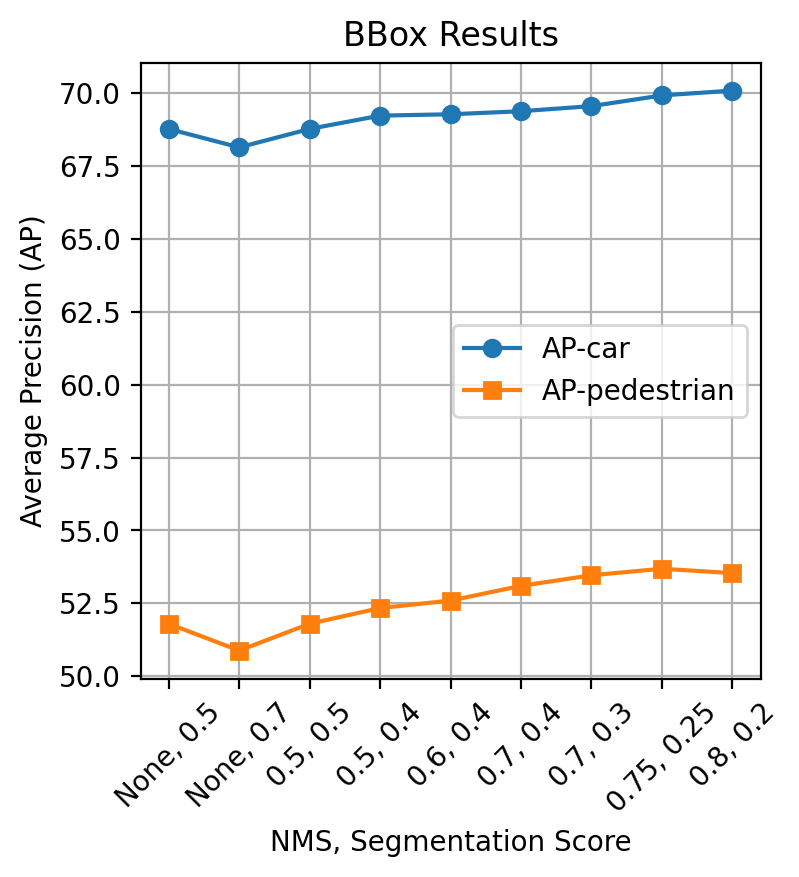 BBox Results
Average Precision (AP)
70.0
67.5
65.0
62.5
60.0
57.5
55.0
52.5
50.0
AP-car
AP-pedestrian
None, 0.5
None, 0.7
0.5, 0.5
0.5, 0.4
0.6, 0.4
0.7, 0.4
0.7, 0.3
0.75, 0.25
0.8, 0.2
NMS, Segmentation Score